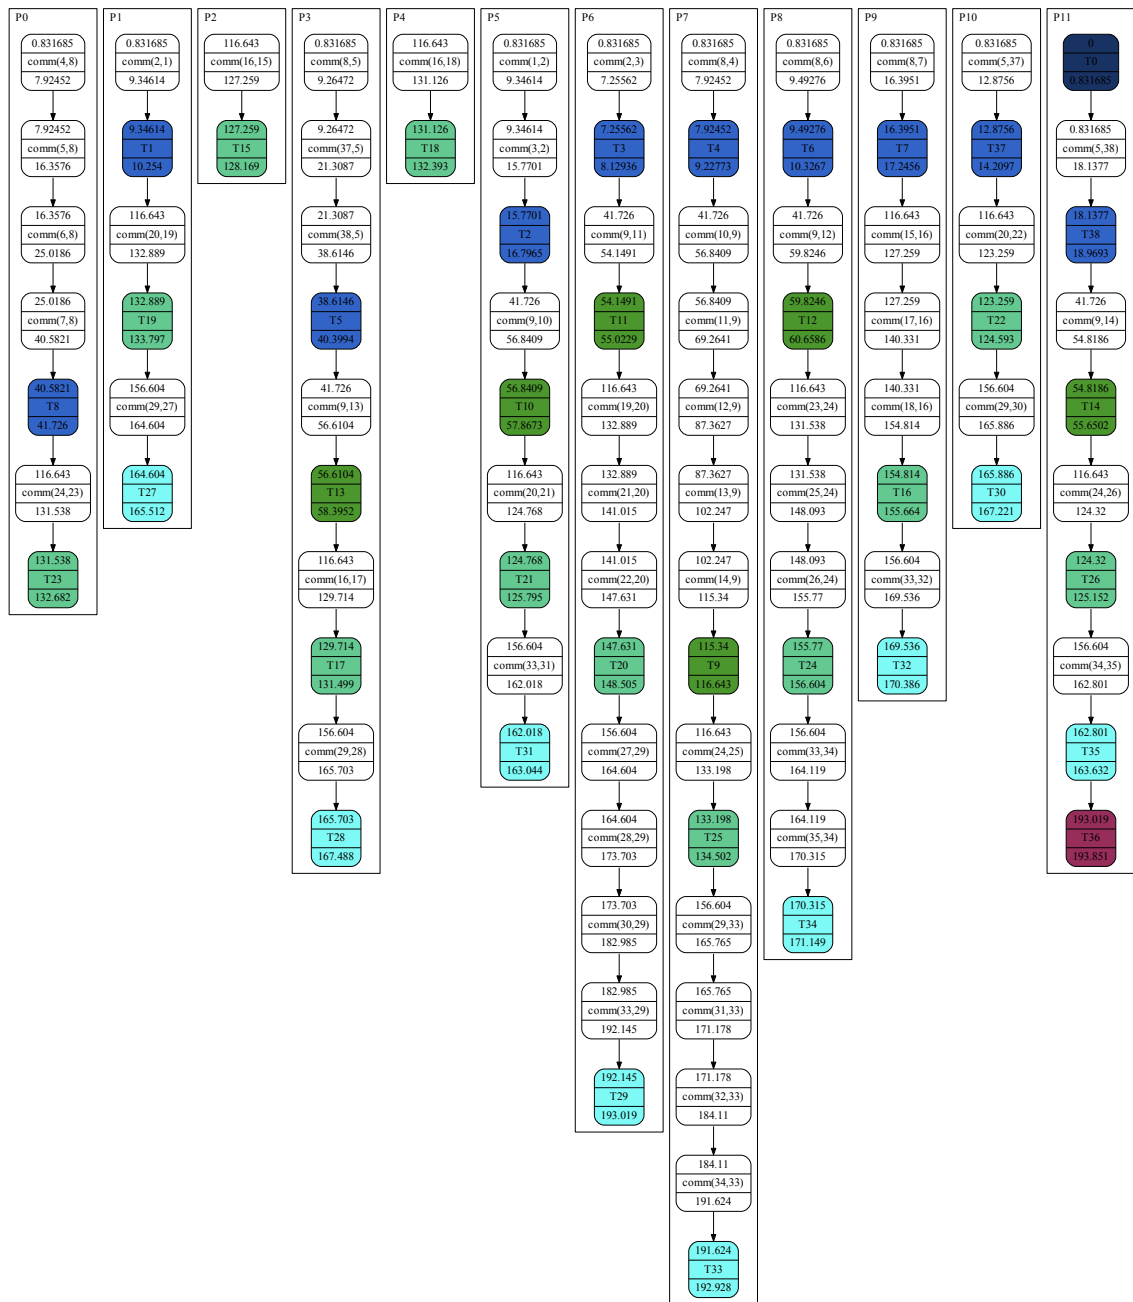 P0
0.831685
comm(4,8)
7.92452
7.92452
comm(5,8)
16.3576
16.3576
comm(6,8)
25.0186
25.0186
comm(7,8)
40.5821
40.5821
T8
41.726
116.643
comm(24,23)
131.538
131.538
T23
132.682
P1
0.831685
comm(2,1)
9.34614
9.34614
T1
10.254
116.643
comm(20,19)
132.889
132.889
T19
133.797
156.604
comm(29,27)
164.604
164.604
T27
165.512
P2
116.643
comm(16,15)
127.259
127.259
T15
128.169
P3
0.831685
comm(8,5)
9.26472
9.26472
comm(37,5)
21.3087
21.3087
comm(38,5)
38.6146
38.6146
T5
40.3994
41.726
comm(9,13)
56.6104
56.6104
T13
58.3952
116.643
comm(16,17)
129.714
129.714
T17
131.499
156.604
comm(29,28)
165.703
165.703
T28
167.488
P4
116.643
comm(16,18)
131.126
131.126
T18
132.393
P5
0.831685
comm(1,2)
9.34614
9.34614
comm(3,2)
15.7701
15.7701
T2
16.7965
41.726
comm(9,10)
56.8409
56.8409
T10
57.8673
116.643
comm(20,21)
124.768
124.768
T21
125.795
156.604
comm(33,31)
162.018
162.018
T31
163.044
P6
0.831685
comm(2,3)
7.25562
7.25562
T3
8.12936
41.726
comm(9,11)
54.1491
54.1491
T11
55.0229
116.643
comm(19,20)
132.889
132.889
comm(21,20)
141.015
141.015
comm(22,20)
147.631
147.631
T20
148.505
156.604
comm(27,29)
164.604
164.604
comm(28,29)
173.703
173.703
comm(30,29)
182.985
182.985
comm(33,29)
192.145
192.145
T29
193.019
P7
0.831685
comm(8,4)
7.92452
7.92452
T4
9.22773
41.726
comm(10,9)
56.8409
56.8409
comm(11,9)
69.2641
69.2641
comm(12,9)
87.3627
87.3627
comm(13,9)
102.247
102.247
comm(14,9)
115.34
115.34
T9
116.643
116.643
comm(24,25)
133.198
133.198
T25
134.502
156.604
comm(29,33)
165.765
165.765
comm(31,33)
171.178
171.178
comm(32,33)
184.11
184.11
comm(34,33)
191.624
191.624
T33
192.928
P8
0.831685
comm(8,6)
9.49276
9.49276
T6
10.3267
41.726
comm(9,12)
59.8246
59.8246
T12
60.6586
116.643
comm(23,24)
131.538
131.538
comm(25,24)
148.093
148.093
comm(26,24)
155.77
155.77
T24
156.604
156.604
comm(33,34)
164.119
164.119
comm(35,34)
170.315
170.315
T34
171.149
P9
0.831685
comm(8,7)
16.3951
16.3951
T7
17.2456
116.643
comm(15,16)
127.259
127.259
comm(17,16)
140.331
140.331
comm(18,16)
154.814
154.814
T16
155.664
156.604
comm(33,32)
169.536
169.536
T32
170.386
P10
0.831685
comm(5,37)
12.8756
12.8756
T37
14.2097
116.643
comm(20,22)
123.259
123.259
T22
124.593
156.604
comm(29,30)
165.886
165.886
T30
167.221
P11
0
T0
0.831685
0.831685
comm(5,38)
18.1377
18.1377
T38
18.9693
41.726
comm(9,14)
54.8186
54.8186
T14
55.6502
116.643
comm(24,26)
124.32
124.32
T26
125.152
156.604
comm(34,35)
162.801
162.801
T35
163.632
193.019
T36
193.851